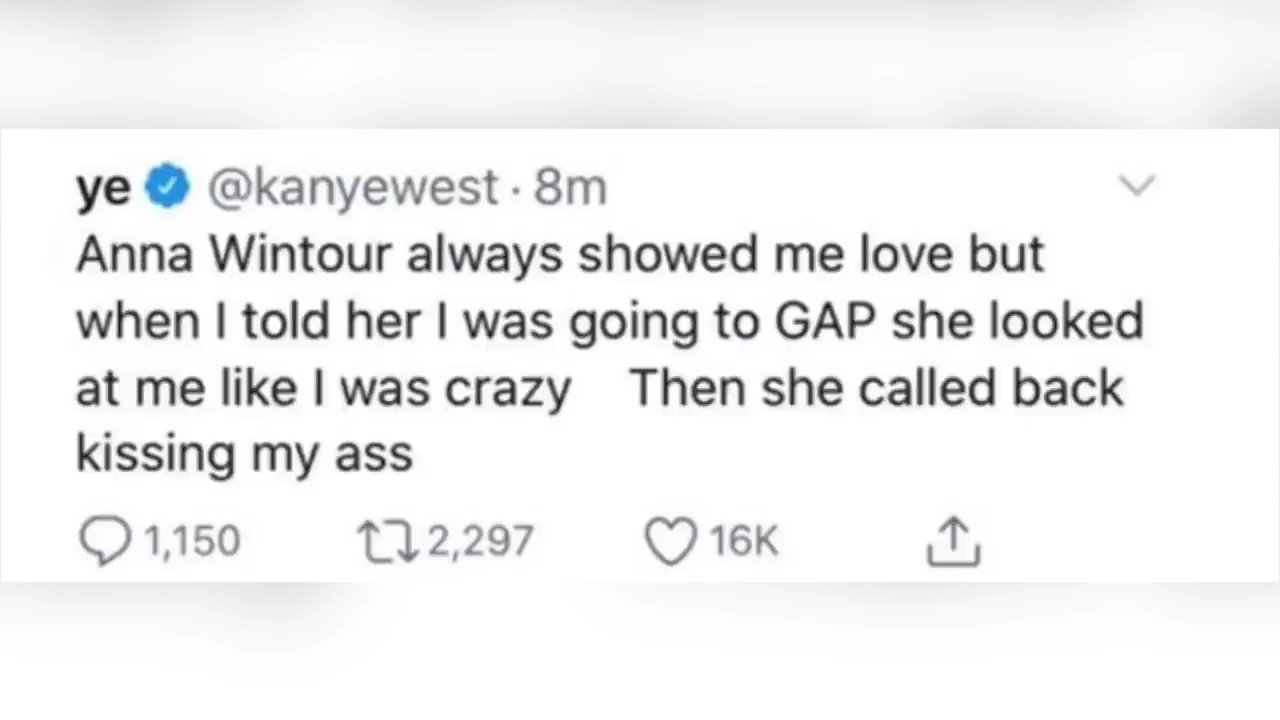 ye @kanyewest · 8m
Anna Wintour always showed me love but
when I told her I was going to GAP she looked
at me like I was crazy    Then she called back
kissing my ass
1,150 2,297 16K